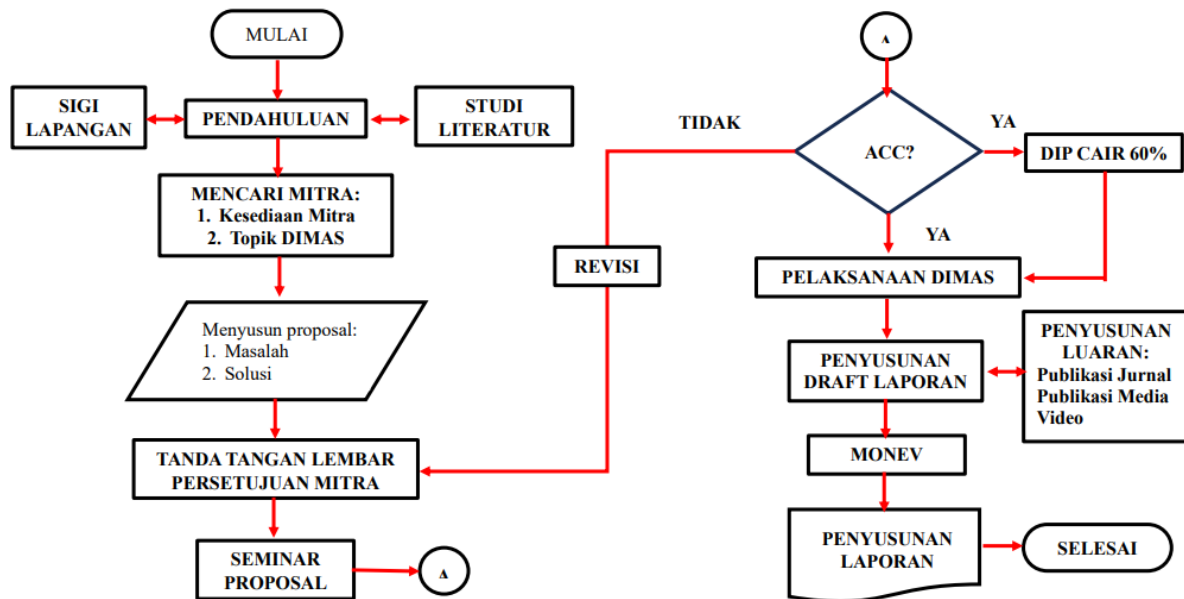 MULAI
SIGI
LAPANGAN
PENDAHULUAN
STUDI
LITERATUR
MENCARI MITRA:
1. Kesediaan Mitra
2. Topik DIMAS
Menyusun proposal:
1. Masalah
2. Solusi
TANDA TANGAN LEMBAR
PERSETUJUAN MITRA
SEMINAR
PROPOSAL
A
A
TIDAK
ACC?
YA
DIP CAIR 60%
REVISI
YA
PELAKSANAAN DIMAS
PENYUSUNAN
DRAFT LAPORAN
PENYUSUNAN
LUARAN:
Publikasi Jurnal
Publikasi Media
Video
MONEV
PENYUSUNAN
LAPORAN
SELESAI